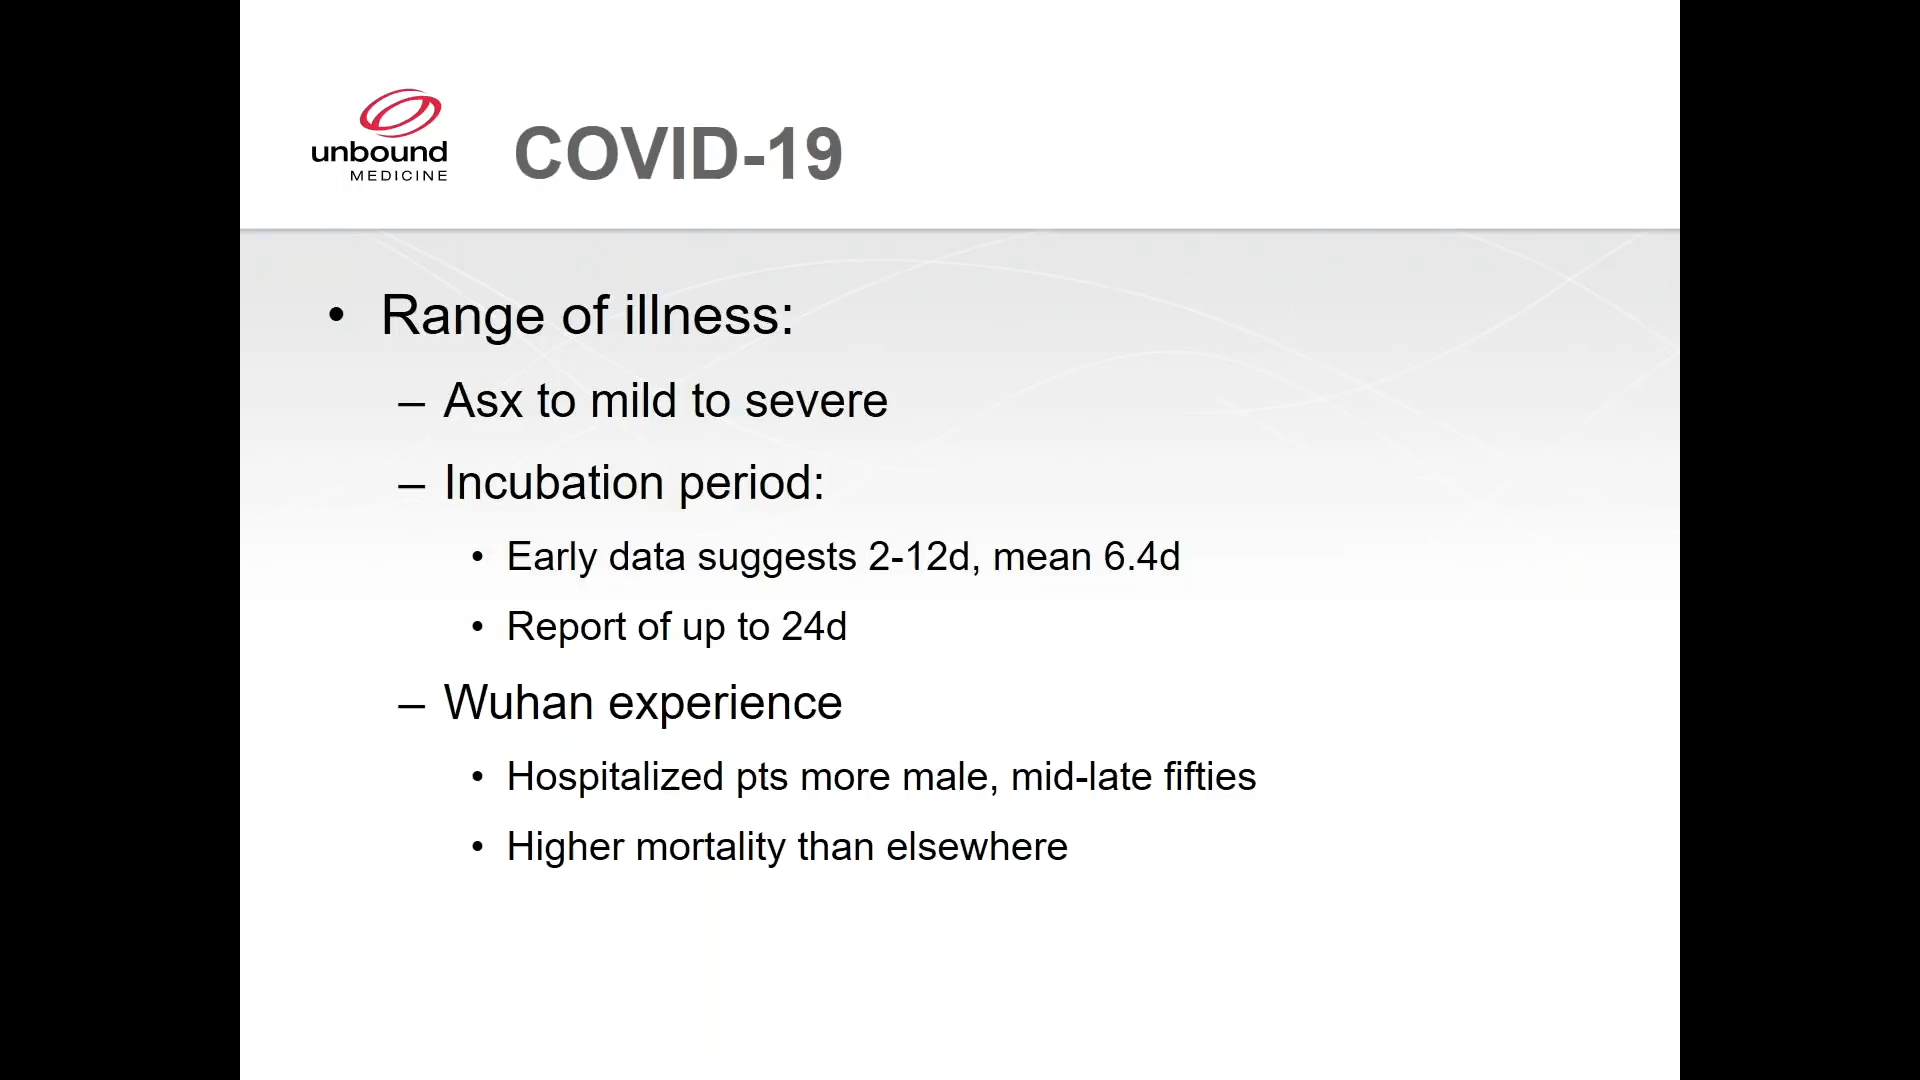 unbound
MEDICINE
COVID-19
• Range of illness:
– Asx to mild to severe
– Incubation period:
• Early data suggests 2-12d, mean 6.4d
• Report of up to 24d
– Wuhan experience
• Hospitalized pts more male, mid-late fifties
• Higher mortality than elsewhere